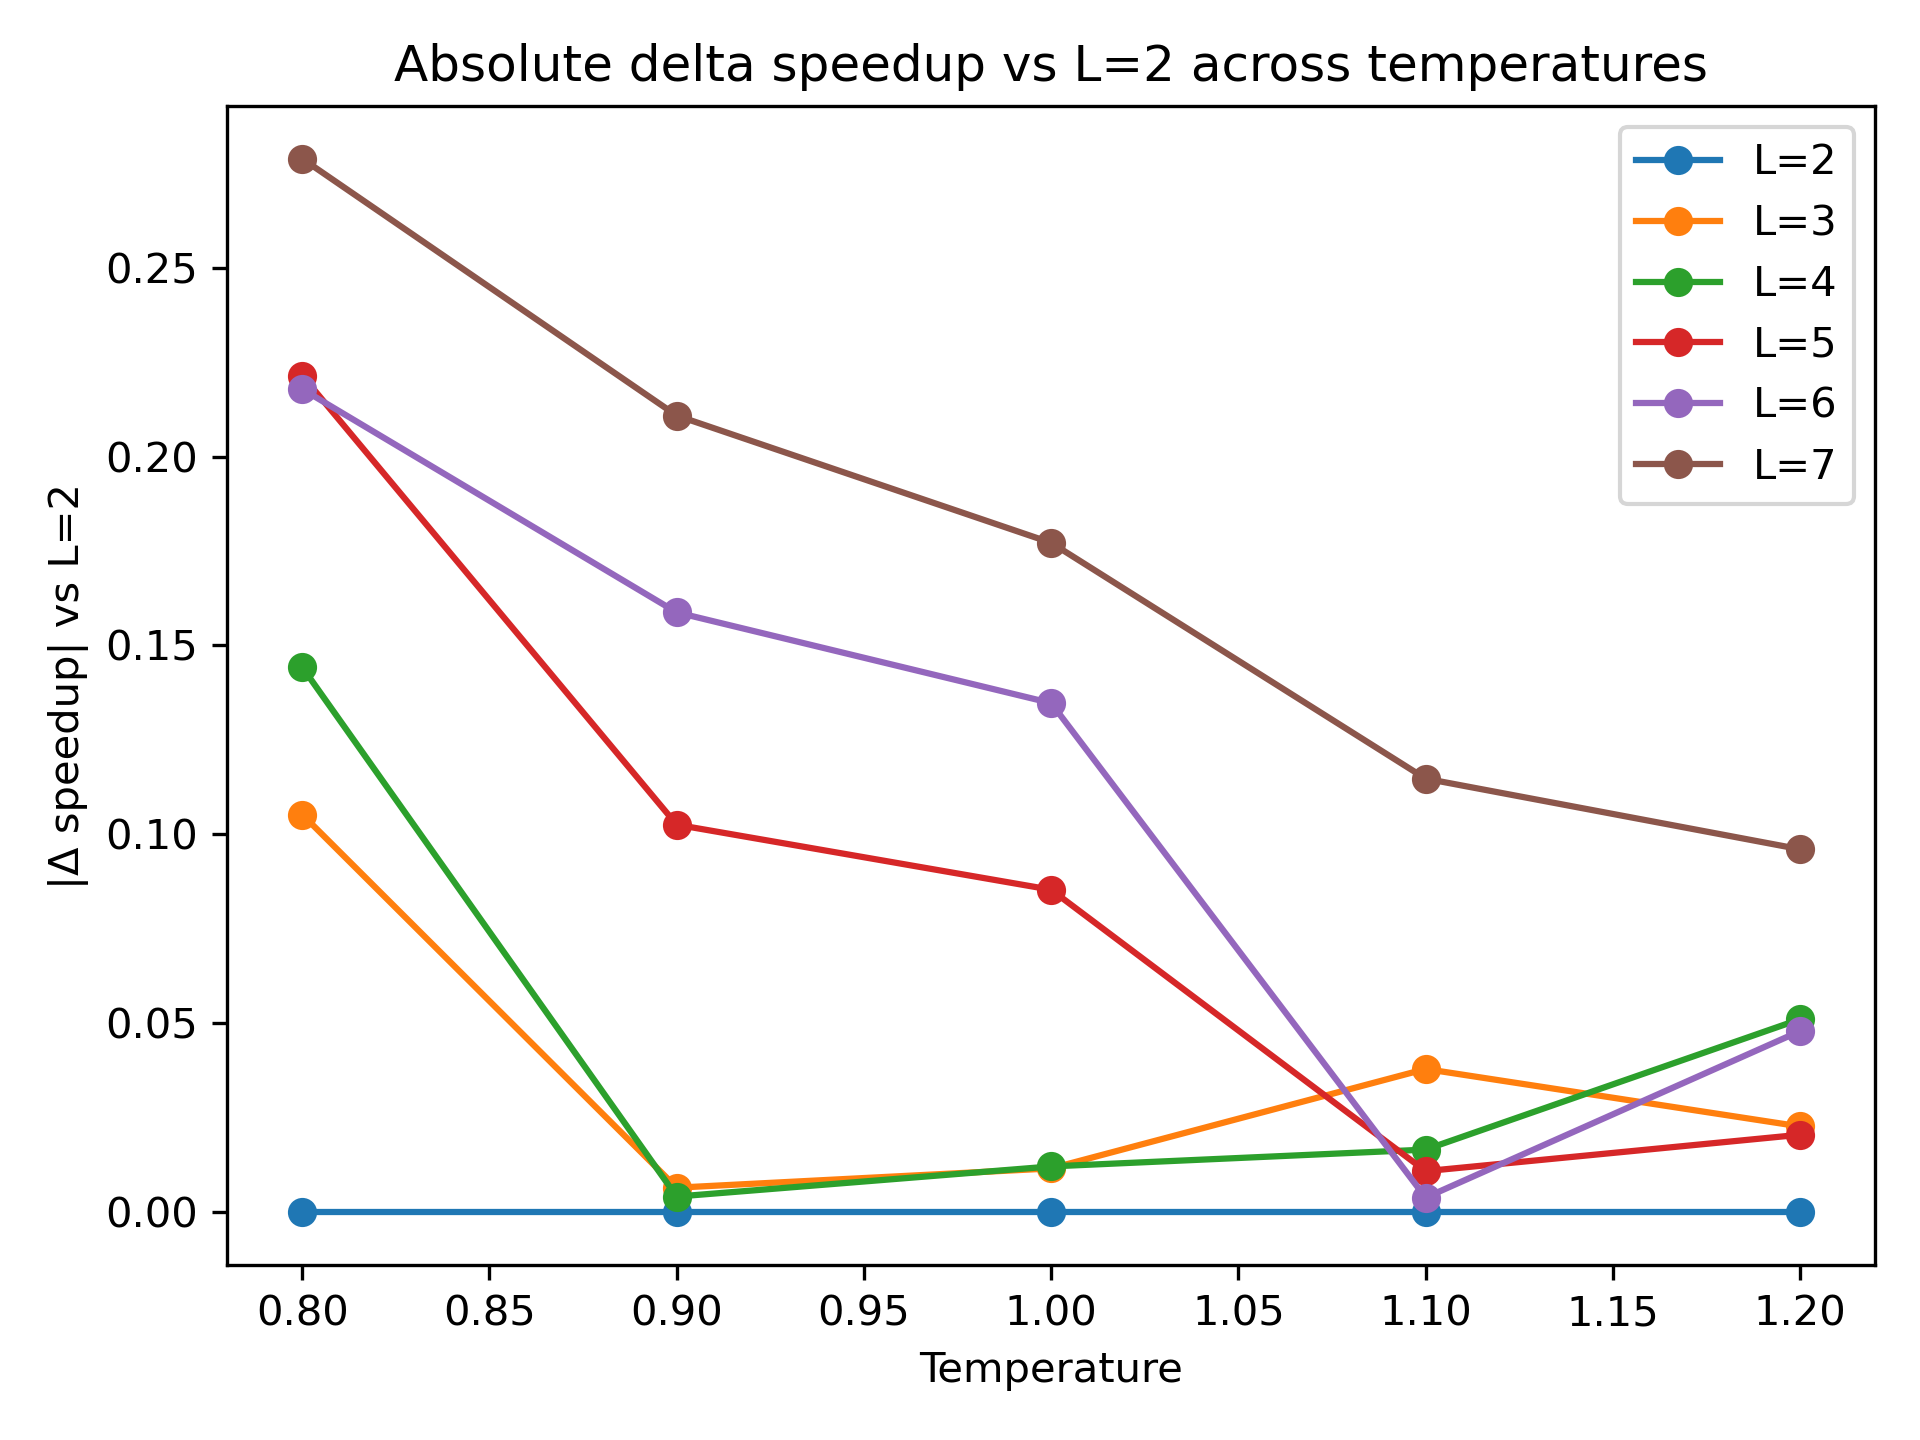 Absolute delta speedup vs L=2 across temperatures
|Δ speedup| vs L=2
0.25
0.20
0.15
0.10
0.05
0.00
L=2
L=3
L=4
L=5
L=6
L=7
0.80 0.85 0.90 0.95 1.00 1.05 1.10 1.15 1.20
Temperature